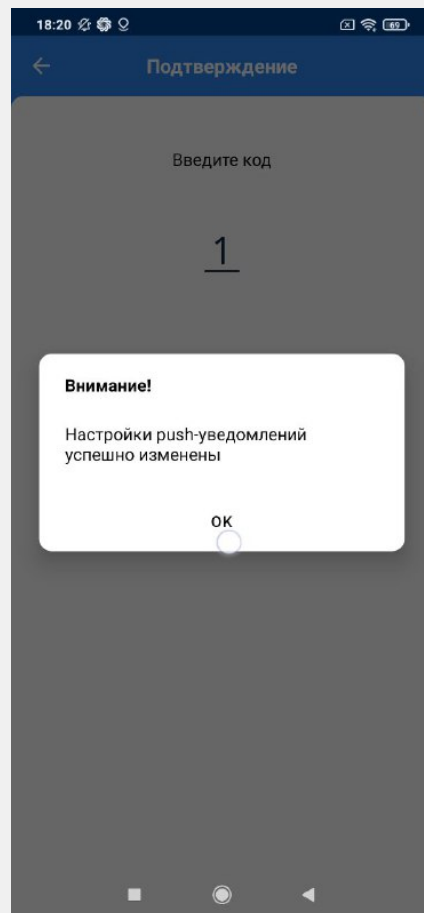 18:20
69
Подтверждение
Введите код
1
Внимание!
Настройки push-уведомлений
успешно изменены
ОК